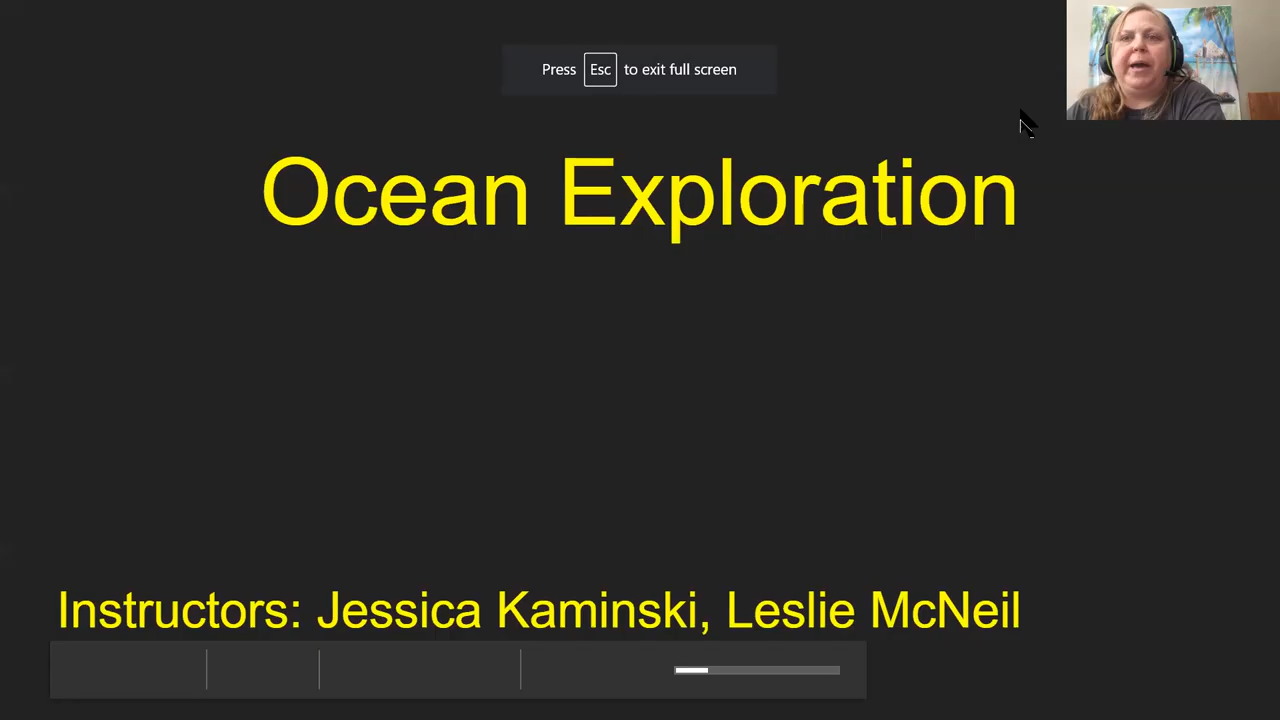 Press Esc to exit full screen
Ocean Exploration
Instructors: Jessica Kaminski, Leslie McNeil